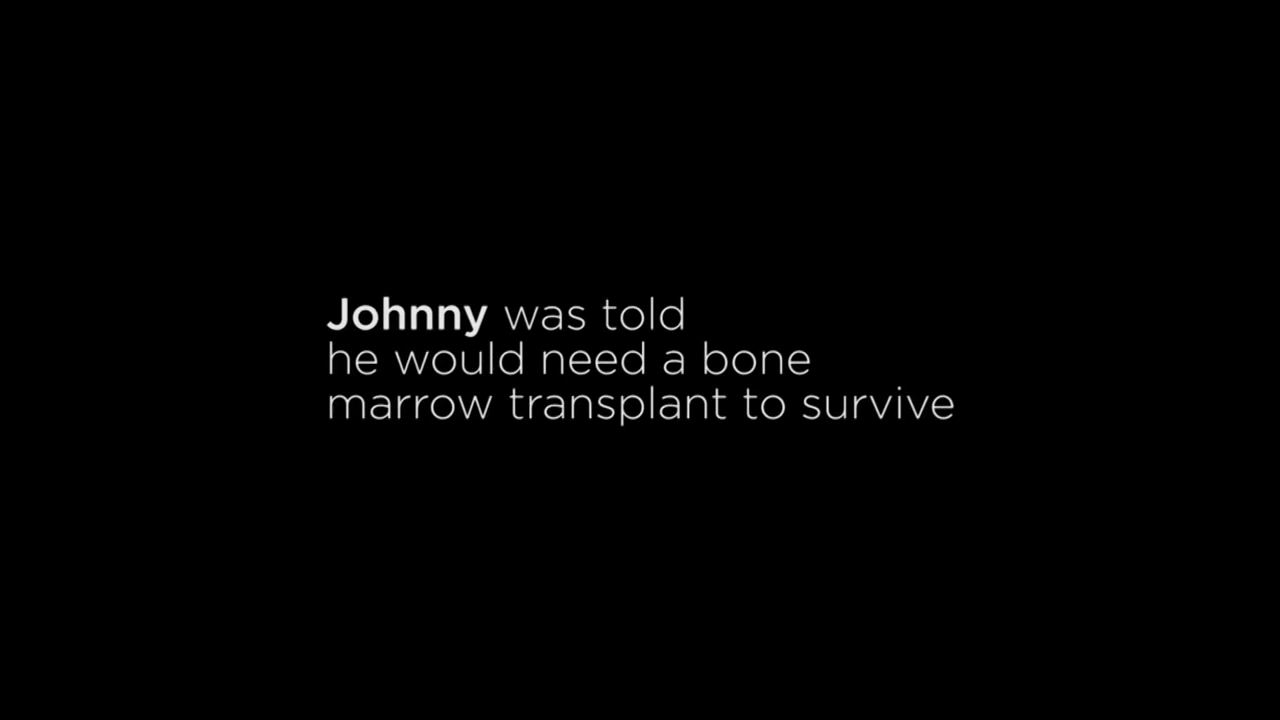 Johnny was told
he would need a bone
marrow transplant to survive